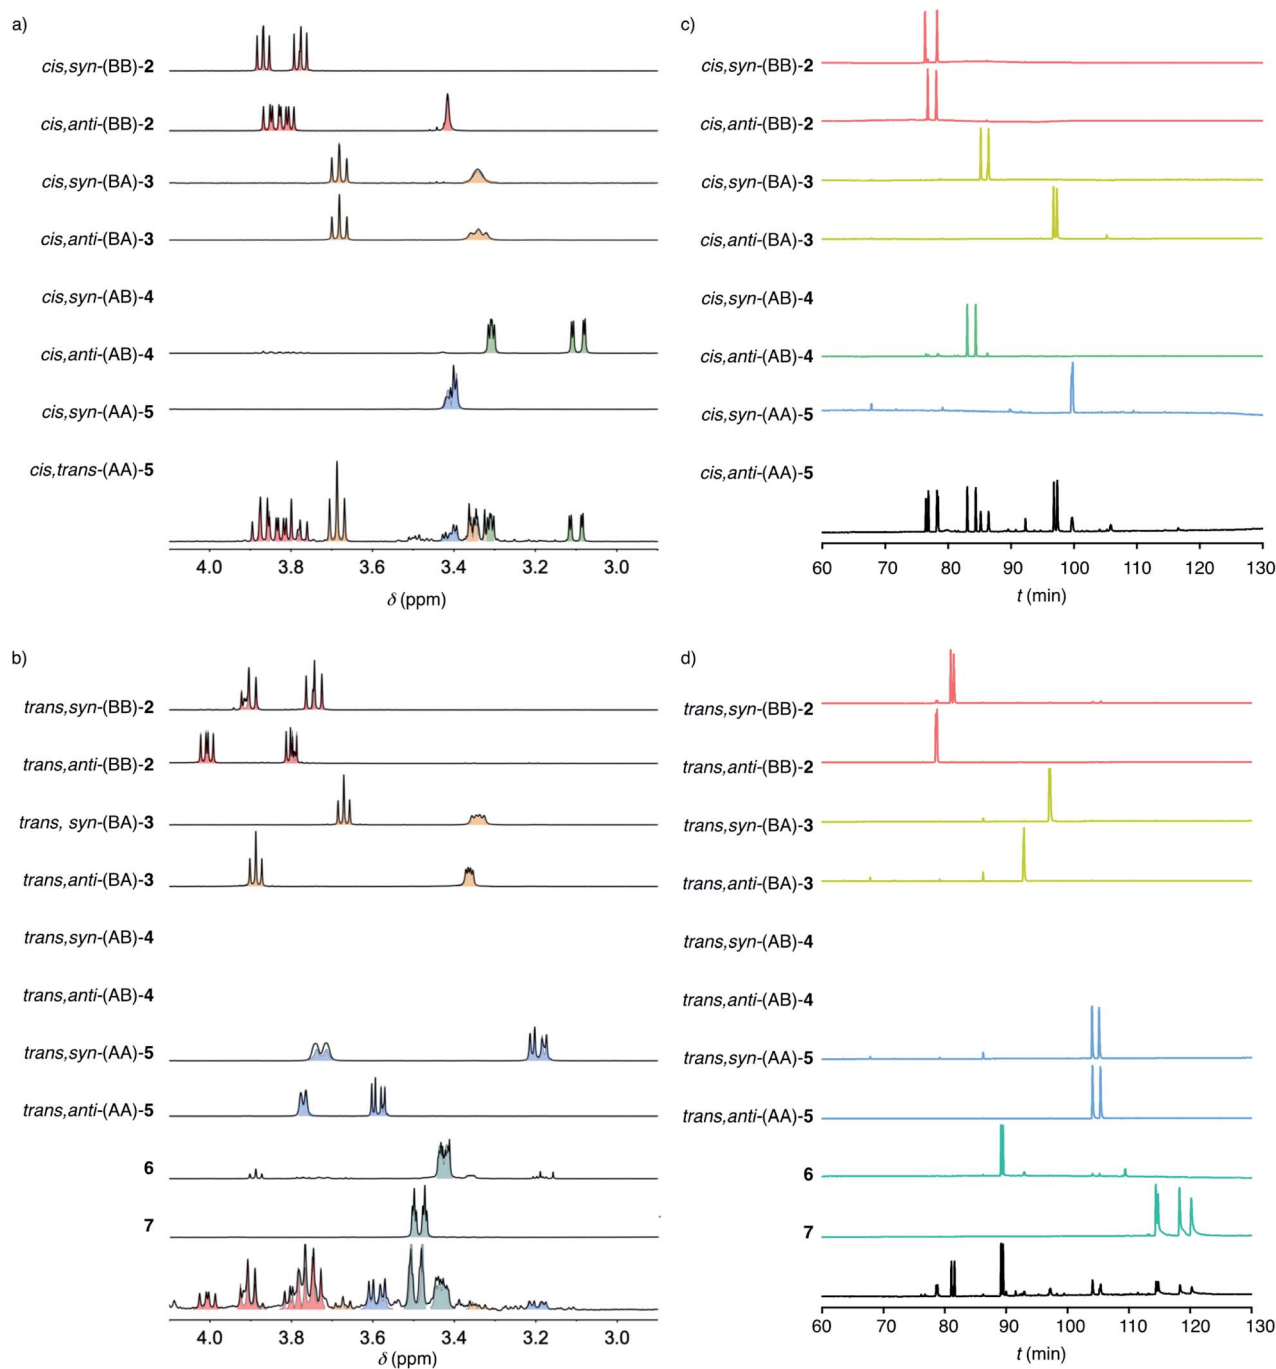 a)
cis,syn-(BB)-2
cis,anti-(BB)-2
cis,syn-(BA)-3
cis,anti-(BA)-3
cis,syn-(AB)-4
cis,anti-(AB)-4
cis,syn-(AA)-5
cis,trans-(AA)-5
4.0 3.8 3.6 3.4 3.2 3.0
δ (ppm)
c)
cis,syn-(BB)-2
cis,anti-(BB)-2
cis,syn-(BA)-3
cis,anti-(BA)-3
cis,syn-(AB)-4
cis,anti-(AB)-4
cis,syn-(AA)-5
cis,anti-(AA)-5
60 70 80 90 100 110 120 130
t (min)
b)
trans,syn-(BB)-2
trans,anti-(BB)-2
trans, syn-(BA)-3
trans,anti-(BA)-3
trans,syn-(AB)-4
trans,anti-(AB)-4
trans,syn-(AA)-5
trans,anti-(AA)-5
6
7
4.0 3.8 3.6 3.4 3.2 3.0
δ (ppm)
d)
trans,syn-(BB)-2
trans,anti-(BB)-2
trans,syn-(BA)-3
trans,anti-(BA)-3
trans,syn-(AB)-4
trans,anti-(AB)-4
trans,syn-(AA)-5
trans,anti-(AA)-5
6
7
60 70 80 90 100 110 120 130
t (min)